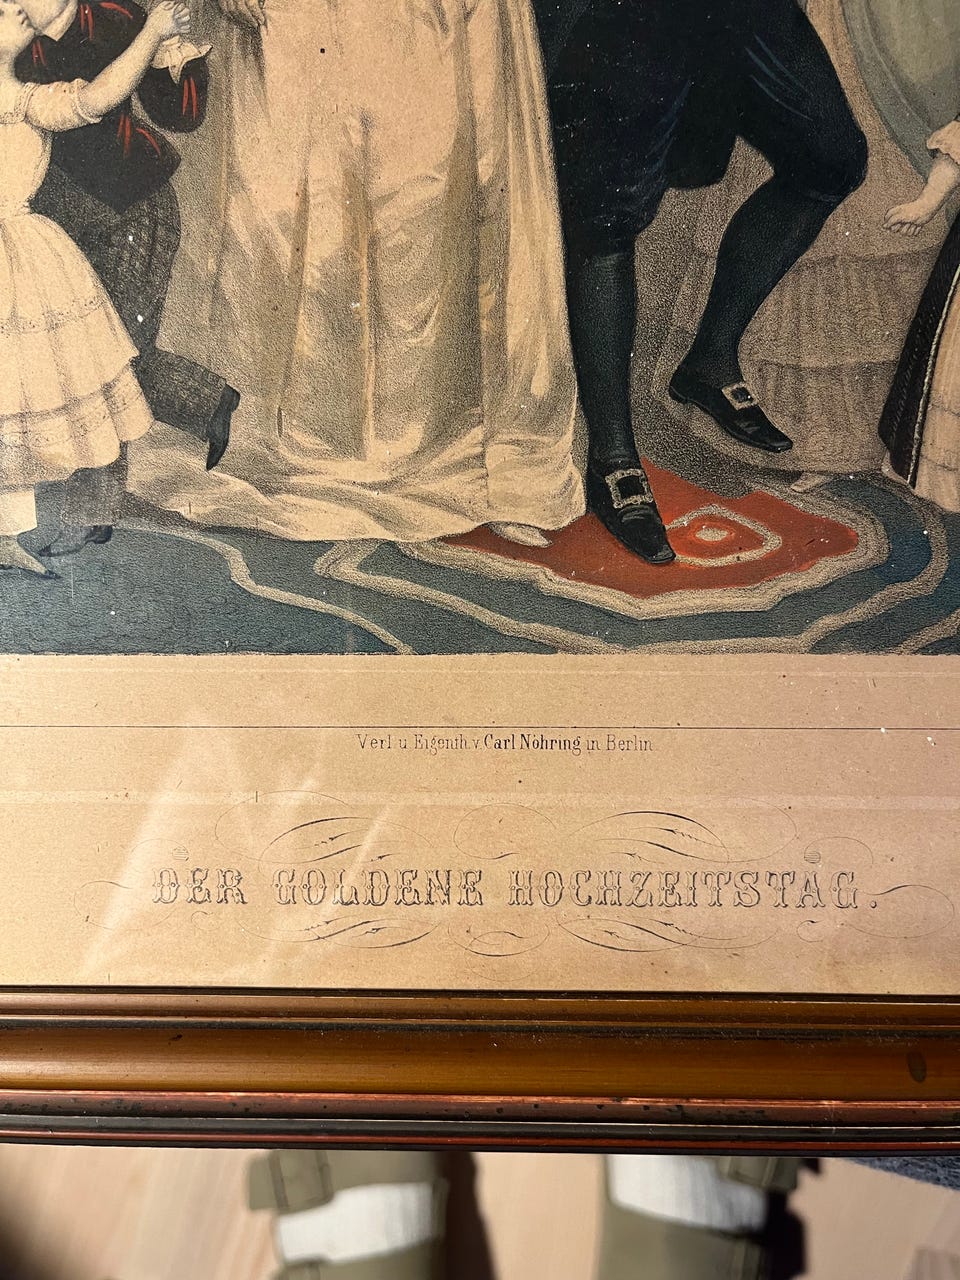 Verl u Eigenth. v. Carl Nöhring in Berlin
DER GOLDENE HOCHZEITSTAG.